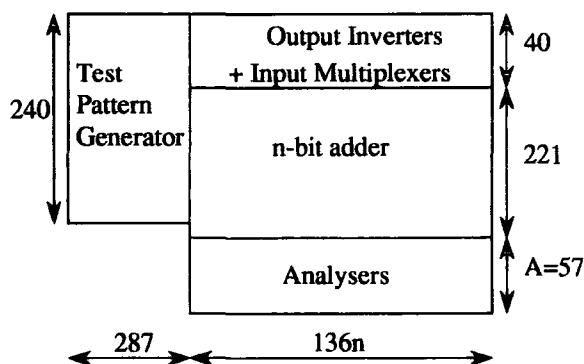 Output Inverters
+ Input Multiplexers
40
Test
Pattern
Generator
240
n-bit adder
221
Analysers
A=57
287
136n